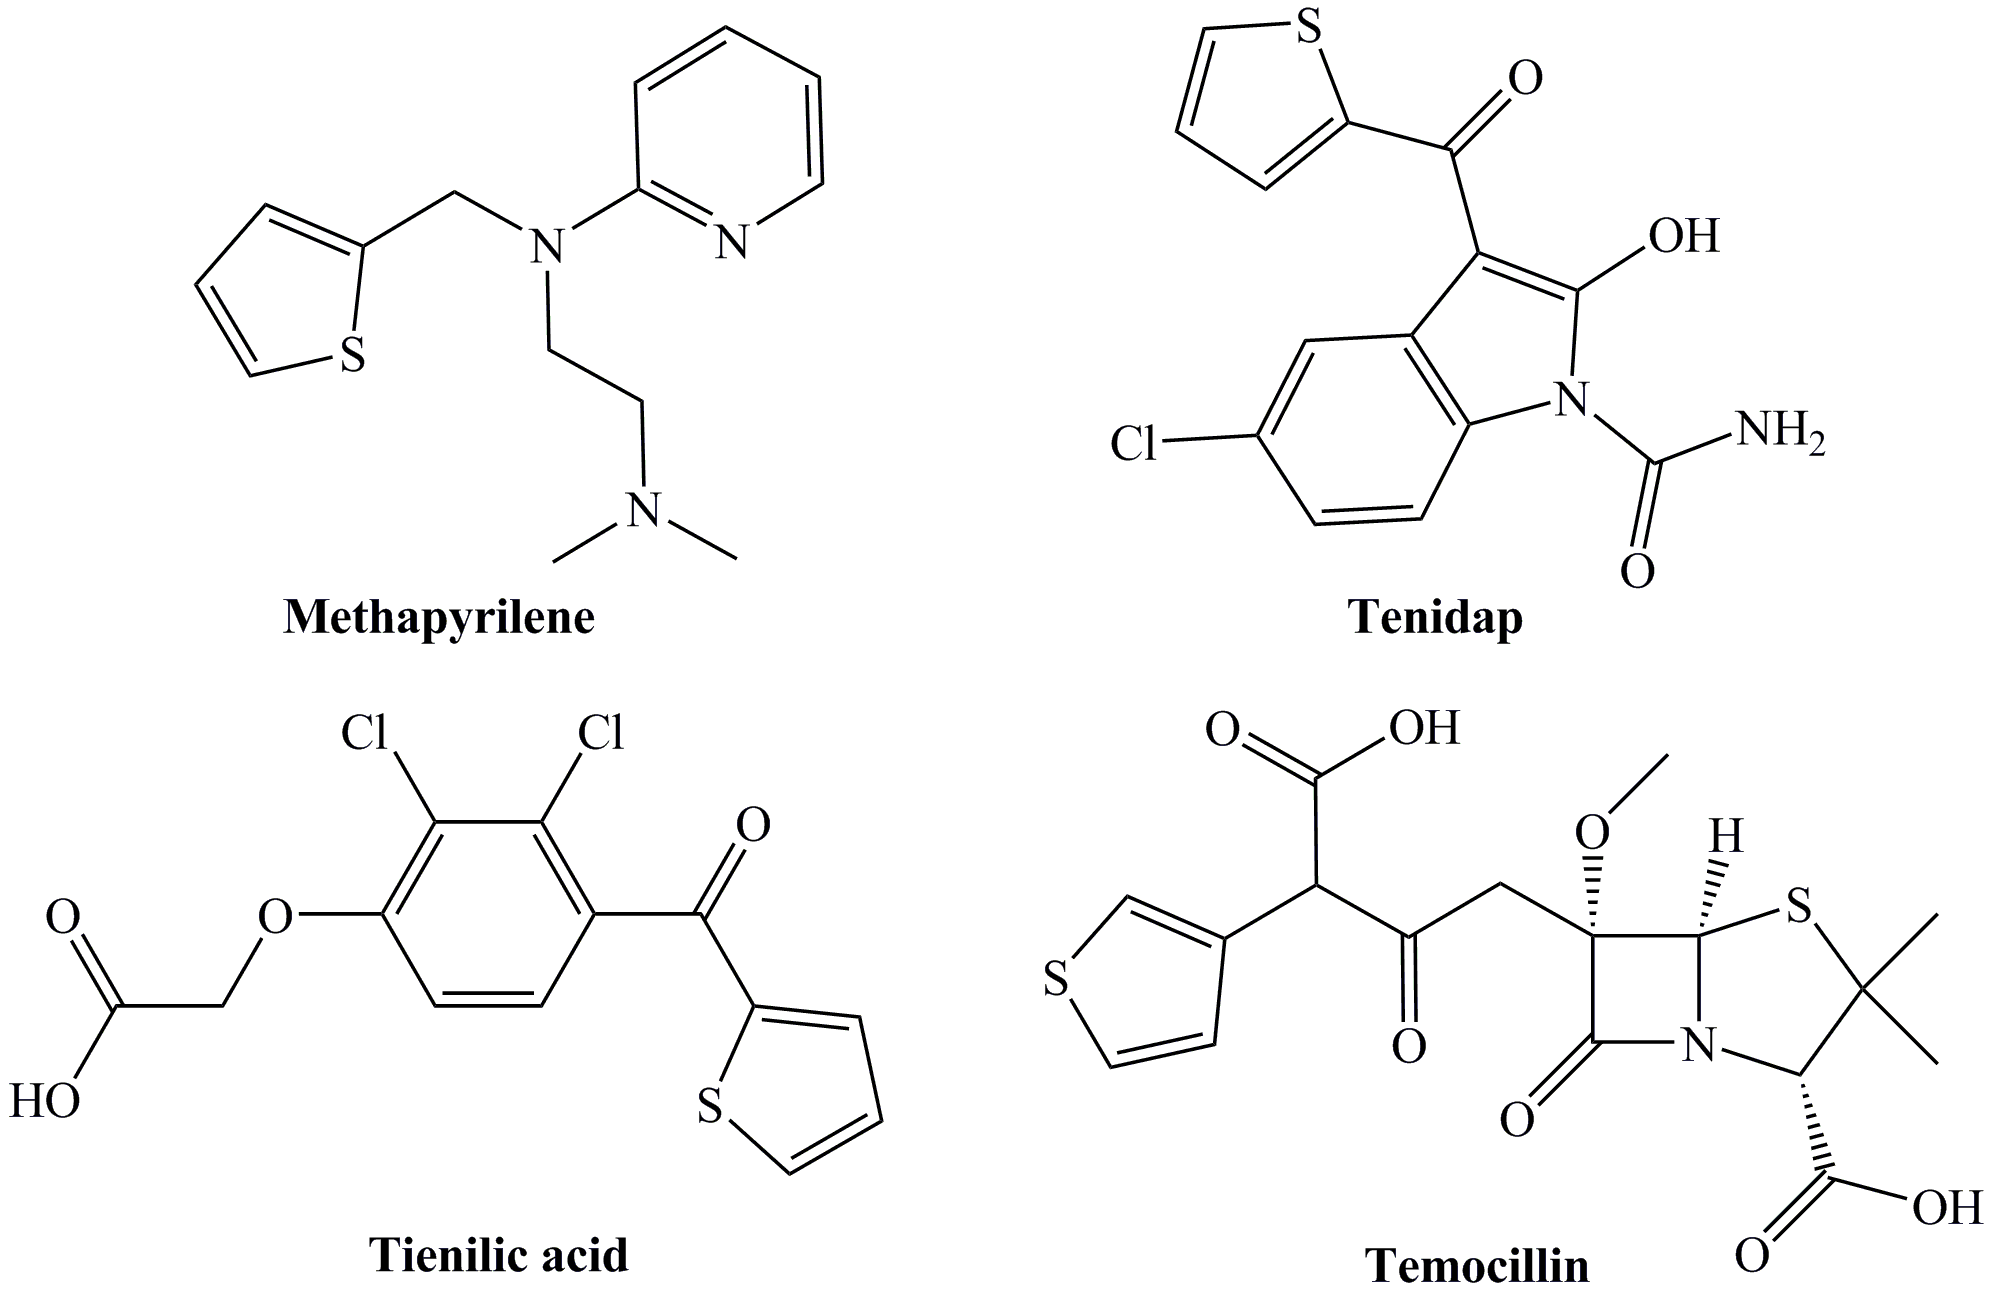 N
N
S
N
Methapyrilene
S
O
OH
N
Cl
NH2
O
Tenidap
Cl
Cl
O
O
O
HO
S
Tienilic acid
O
OH
O
H
S
S
O
N
O
OH
O
Temocillin